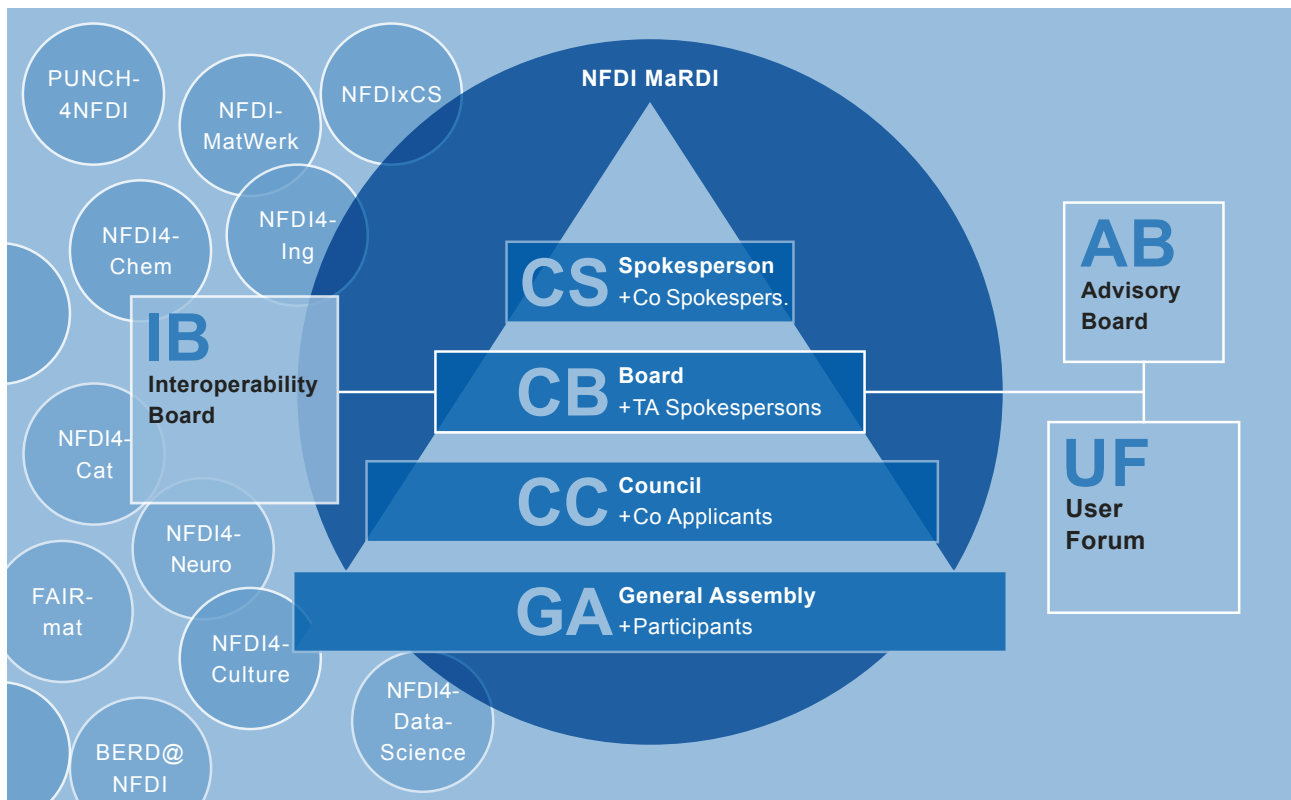 PUNCH-
4NFDI
NFDI-
MatWerk
NFDIxCS
NFDI4-
Chem
NFDI4-
Ing
IB
Interoperability
Board
NFDI4-
Cat
NFDI4-
Neuro
FAIR-
mat
NFDI4-
Culture
NFDI4-
Data-
Science
BERD@
NFDI
NFDI MaRDI
CS
Spokesperson
+Co Spokespers.
CB
Board
+TA Spokespersons
CC
Council
+Co Applicants
GA
General Assembly
+Participants
AB
Advisory
Board
UF
User
Forum